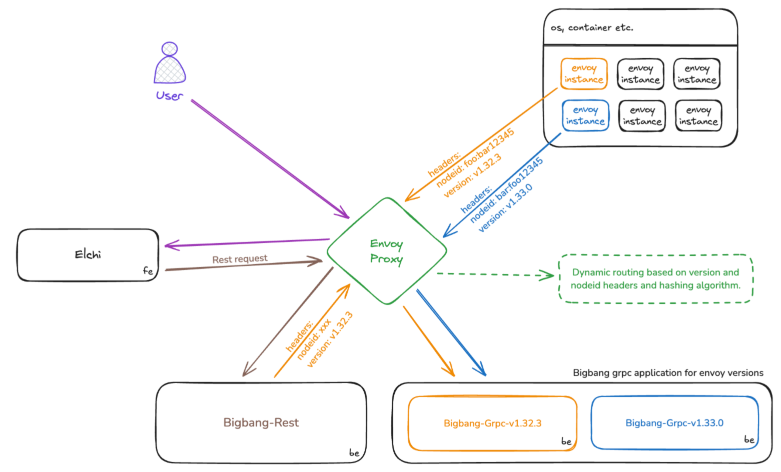 os, container etc.
envoy
instance
envoy
instance
envoy
instance
envoy
instance
envoy
instance
envoy
instance
User
headers:
nodeid: foo:bar12345
version: v1.32.3
headers:
nodeid: bar:foo12345
version: v1.33.0
Envoy
Proxy
Elchi
fe
Rest request
Dynamic routing based on version and
nodeid headers and hashing algorithm.
headers:
nodeid: xxx
version: v1.32.3
Bigbang grpc application for envoy versions
Bigbang-Rest
be
Bigbang-Grpc-v1.32.3
be
Bigbang-Grpc-v1.33.0
be